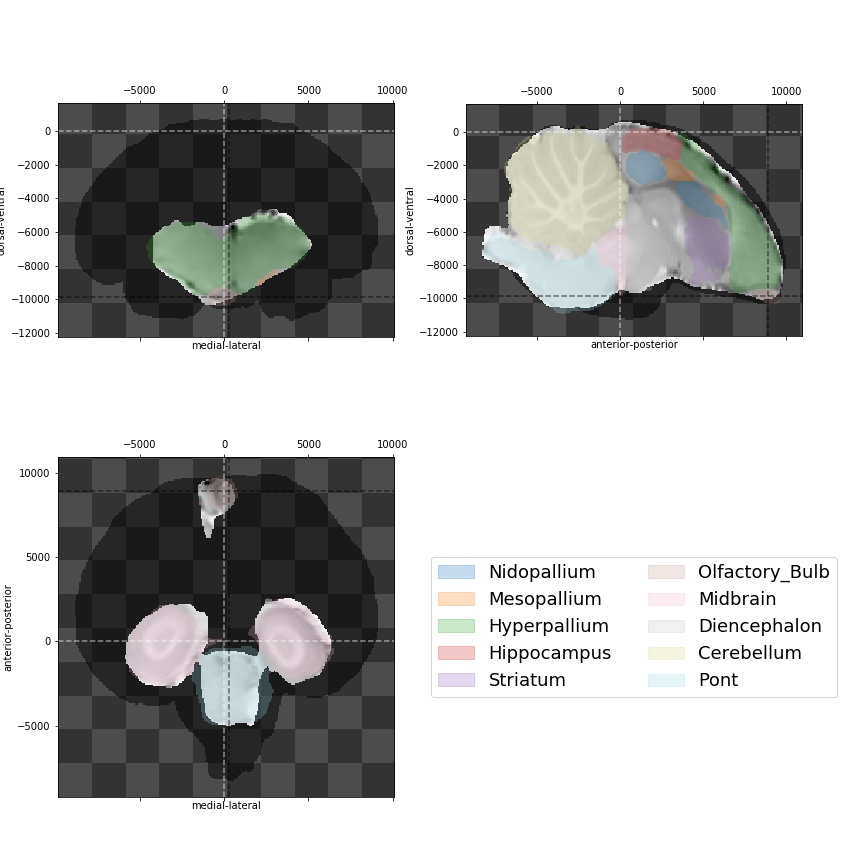 −5000 0 5000 10000
0
−2000
−4000
−6000
−8000
−10000
−12000
dorsal-ventral
medial-lateral
−5000 0 5000 10000
0
−2000
−4000
−6000
−8000
−10000
−12000
dorsal-ventral
anterior-posterior
−5000 0 5000 10000
10000
5000
0
−5000
anterior-posterior
medial-lateral
Nidopallium Olfactory_Bulb
Mesopallium Midbrain
Hyperpallium Diencephalon
Hippocampus Cerebellum
Striatum Pont